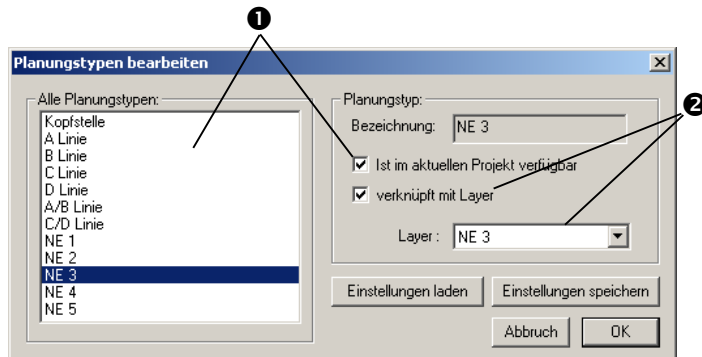 ❶
Planungstypen bearbeiten
Alle Planungstypen:
Kopfstelle
A Linie
B Linie
C Linie
D Linie
A/B Linie
C/D Linie
NE 1
NE 2
NE 3
NE 4
NE 5
Planungstyp:
❷
Bezeichnung: NE 3
Ist im aktuellen Projekt verfügbar
verknüpft mit Layer
Layer : NE 3
Einstellungen laden Einstellungen speichern
Abbruch OK